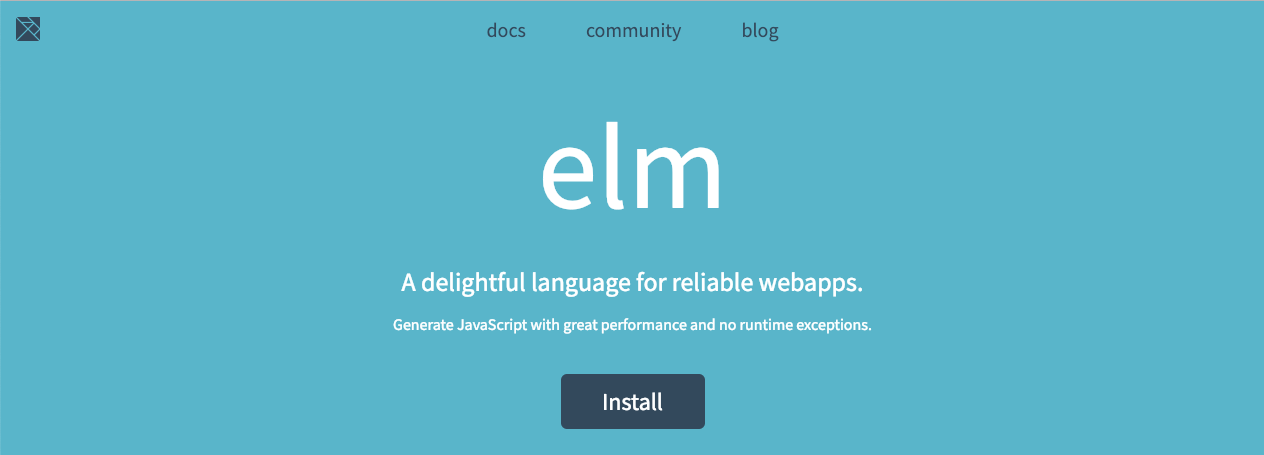 docs community blog
elm
A delightful language for reliable webapps.
Generate JavaScript with great performance and no runtime exceptions.
Install